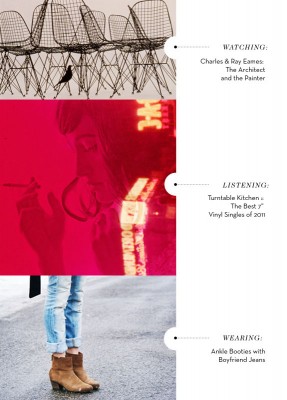 WATCHING:
Charles & Ray Eames:
The Architect
and the Painter
LISTENING:
Turntable Kitchen &
The Best 7"
Vinyl Singles of 2011
WEARING:
Ankle Booties with
Boyfriend Jeans